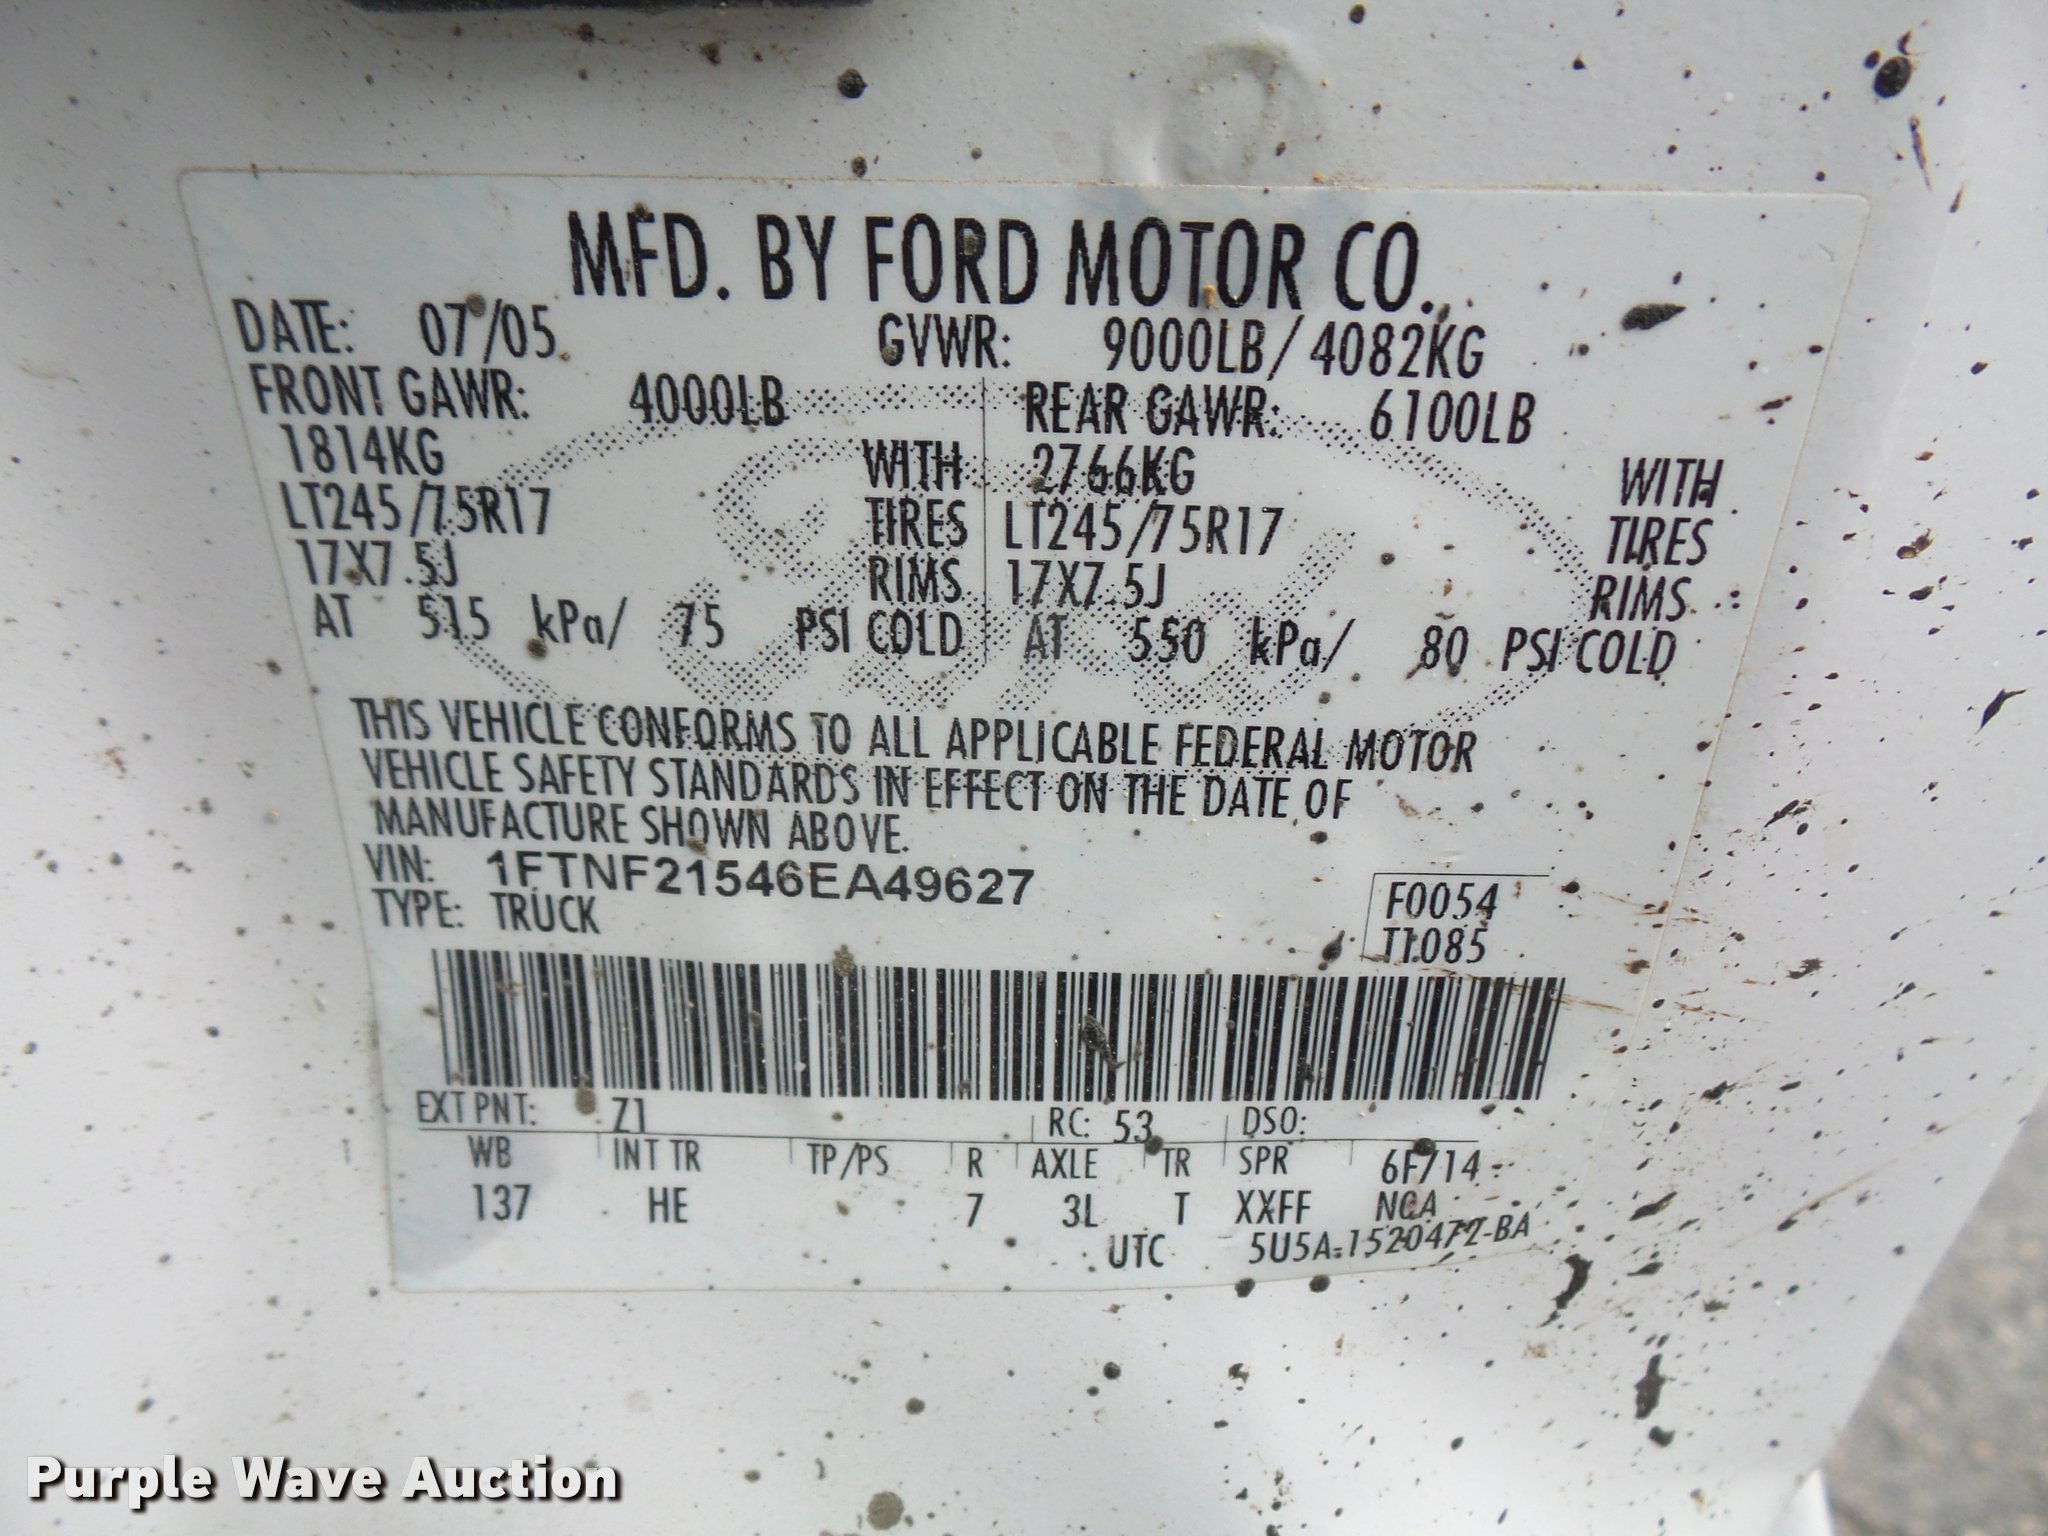 MFD. BY FORD MOTOR CO.
DATE: 07/05 GVWR: 9000LB/4082KG
FRONT GAWR: 4000LB REAR GAWR: 6100LB
1814KG WITH 2766KG WITH
LT245/75R17 TIRES LT245/75R17 TIRES
17X7.5J RIMS 17X7.5J RIMS
AT 515 kPa/ 75 PSI COLD AT 550 kPa/ 80 PSI COLD
THIS VEHICLE CONFORMS TO ALL APPLICABLE FEDERAL MOTOR
VEHICLE SAFETY STANDARDS IN EFFECT ON THE DATE OF
MANUFACTURE SHOWN ABOVE.
VIN: 1FTNF21546EA49627
TYPE: TRUCK
F0054
T1085
EXT PNT: Z1 RC: 53 DSO:
WB INT TR TP/PS R AXLE TR SPR 6F714
137 HE 7 3L T XXFF NCA
UTC 5U5A-1520472-BA
Purple Wave Auction